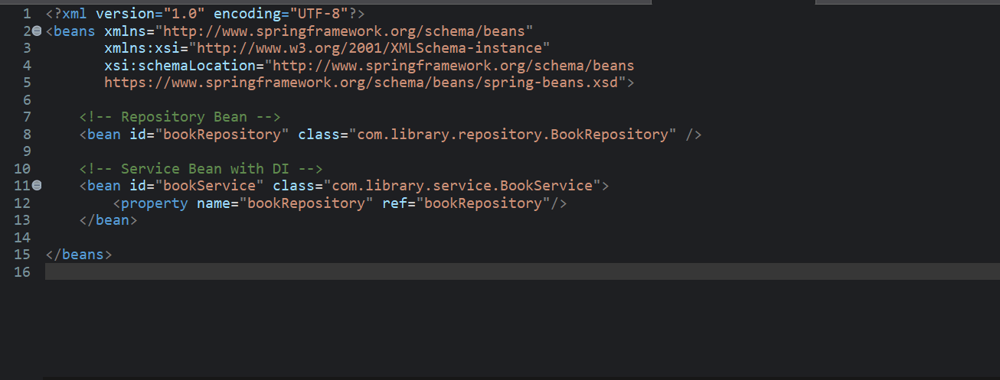 1 <?xml version="1.0" encoding="UTF-8"?>
2 <beans xmlns="http://www.springframework.org/schema/beans"
3        xmlns:xsi="http://www.w3.org/2001/XMLSchema-instance"
4        xsi:schemaLocation="http://www.springframework.org/schema/beans
5        https://www.springframework.org/schema/beans/spring-beans.xsd">
6
7     <!-- Repository Bean -->
8     <bean id="bookRepository" class="com.library.repository.BookRepository" />
9
10     <!-- Service Bean with DI -->
11     <bean id="bookService" class="com.library.service.BookService">
12         <property name="bookRepository" ref="bookRepository"/>
13     </bean>
14
15 </beans>
16